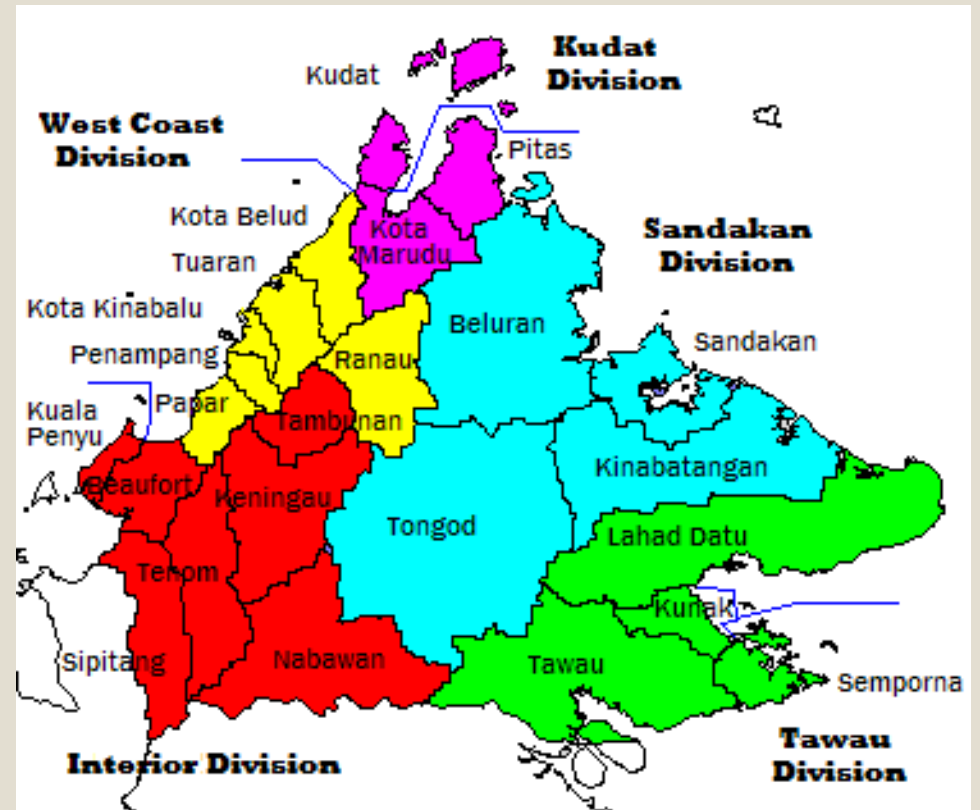 Kudat
Division
Kudat
West Coast
Division
Pitas
Kota Belud
Kota
Marudu
Sandakan
Division
Tuaran
Kota Kinabalu
Beluran
Sandakan
Penampang
Ranau
Kuala
Penyu
Papar
Tambunan
Kinabatangan
Beaufort
Keningau
Tongod
Lahad Datu
Tenom
Kunak
Sipitang
Nabawan
Tawau
Semporna
Interior Division
Tawau
Division